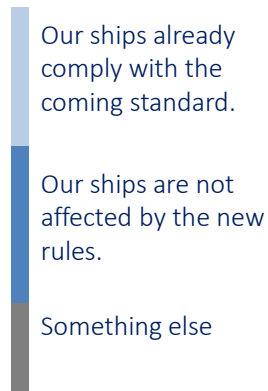 Our ships already
comply with the
coming standard.
Our ships are not
affected by the new
rules.
Something else